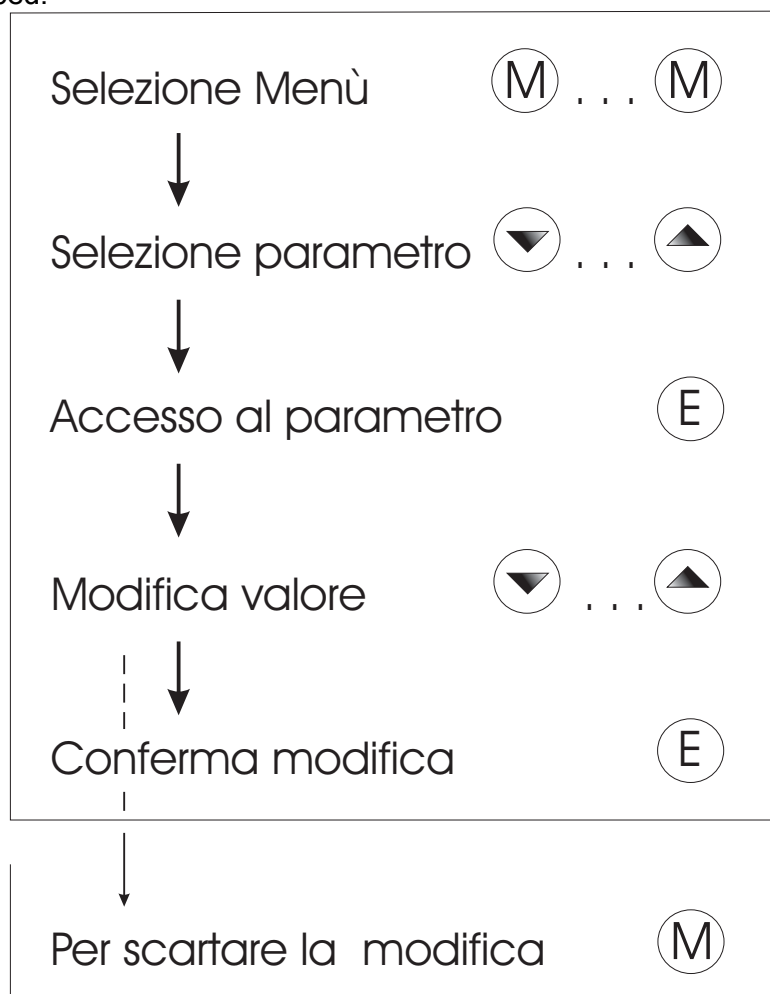 Selezione Menù M . . . M
Selezione parametro . . .
Accesso al parametro E
Modifica valore . . .
Conferma modifica E
Per scartare la modifica M